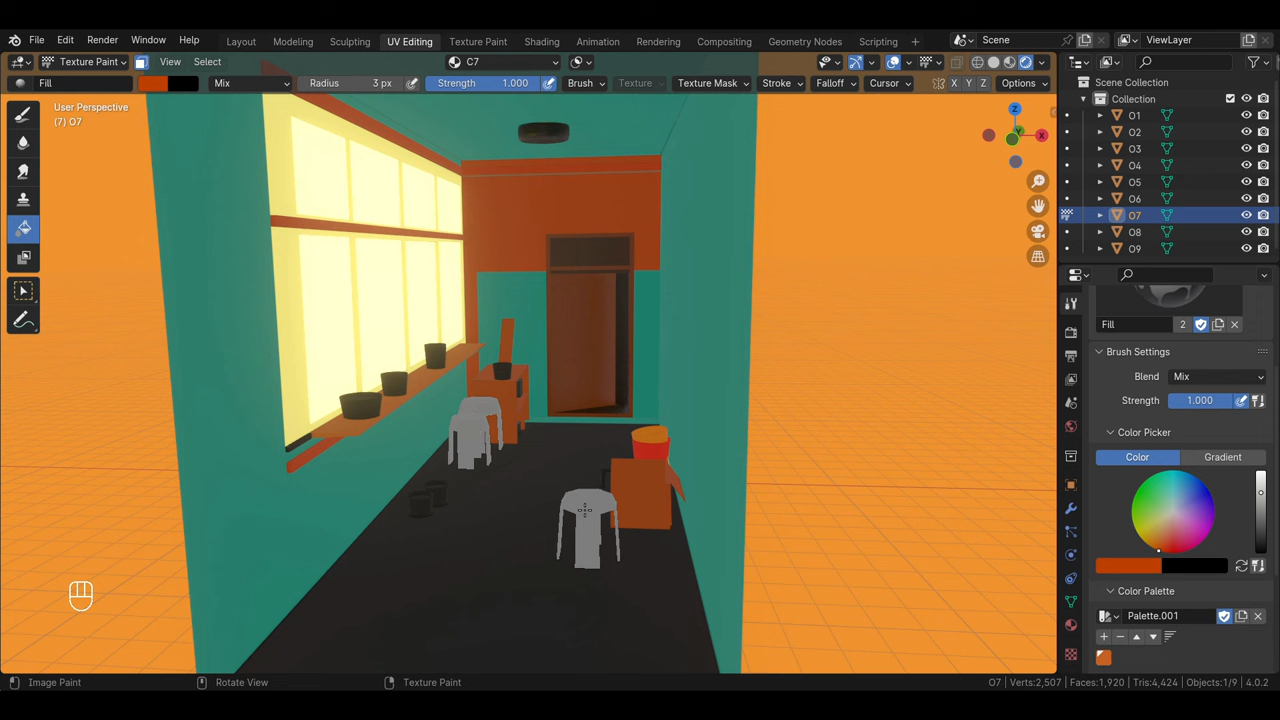 File Edit Render Window Help Layout Modeling Sculpting UV Editing Texture Paint Shading Animation Rendering Compositing Geometry Nodes Scripting + Scene ViewLayer
Texture Paint View Select C7
Fill Mix Radius 3 px Strength 1.000 Brush Texture Texture Mask Stroke Falloff Cursor X Y Z Options
User Perspective
(7) O7
Z
Y
X
Scene Collection
Collection
O1
O2
O3
O4
O5
O6
O7
O8
O9
Fill 2
Brush Settings
Blend Mix
Strength 1.000
Color Picker
Color Gradient
Color Palette
Palette.001
Image Paint Rotate View Texture Paint O7 | Verts:2,507 | Faces:1,920 | Tris:4,424 | Objects:1/9 | 4.0.2